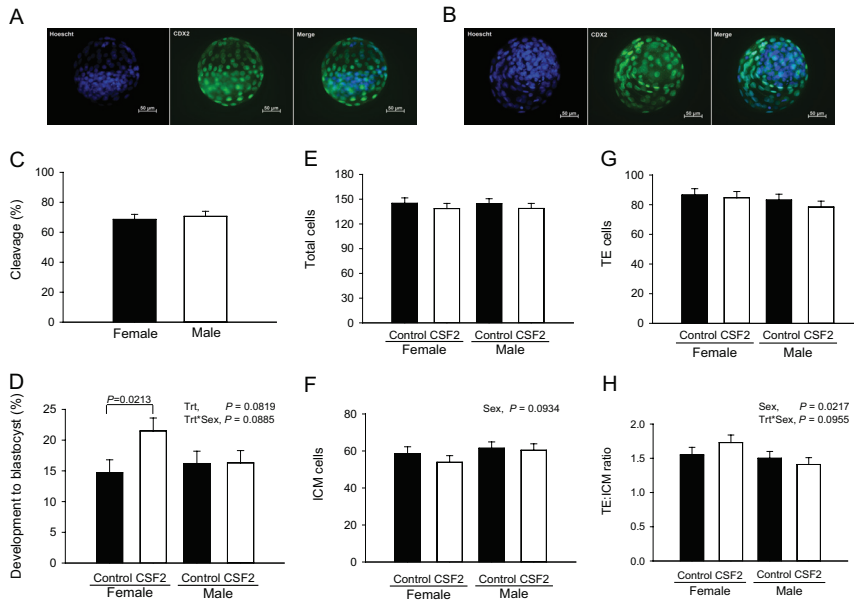 A
Hoescht
CDX2
Merge
50 µm
50 µm
50 µm
B
Hoescht
CDX2
Merge
50 µm
50 µm
50 µm
C
Cleavage (%)
100
80
60
40
20
0
Female
Male
E
Total cells
180
150
120
90
60
30
0
Control CSF2
Control CSF2
Female
Male
G
TE cells
100
80
60
40
20
0
Control CSF2
Control CSF2
Female
Male
D
Development to blastocyst (%)
25
20
15
10
5
0
P=0.0213
Trt, P = 0.0819
Trt*Sex, P = 0.0885
Control CSF2
Control CSF2
Female
Male
F
ICM cells
80
60
40
20
0
Sex, P = 0.0934
Control CSF2
Control CSF2
Female
Male
H
TE:ICM ratio
2.0
1.5
1.0
0.5
0.0
Sex, P = 0.0217
Trt*Sex, P = 0.0955
Control CSF2
Control CSF2
Female
Male